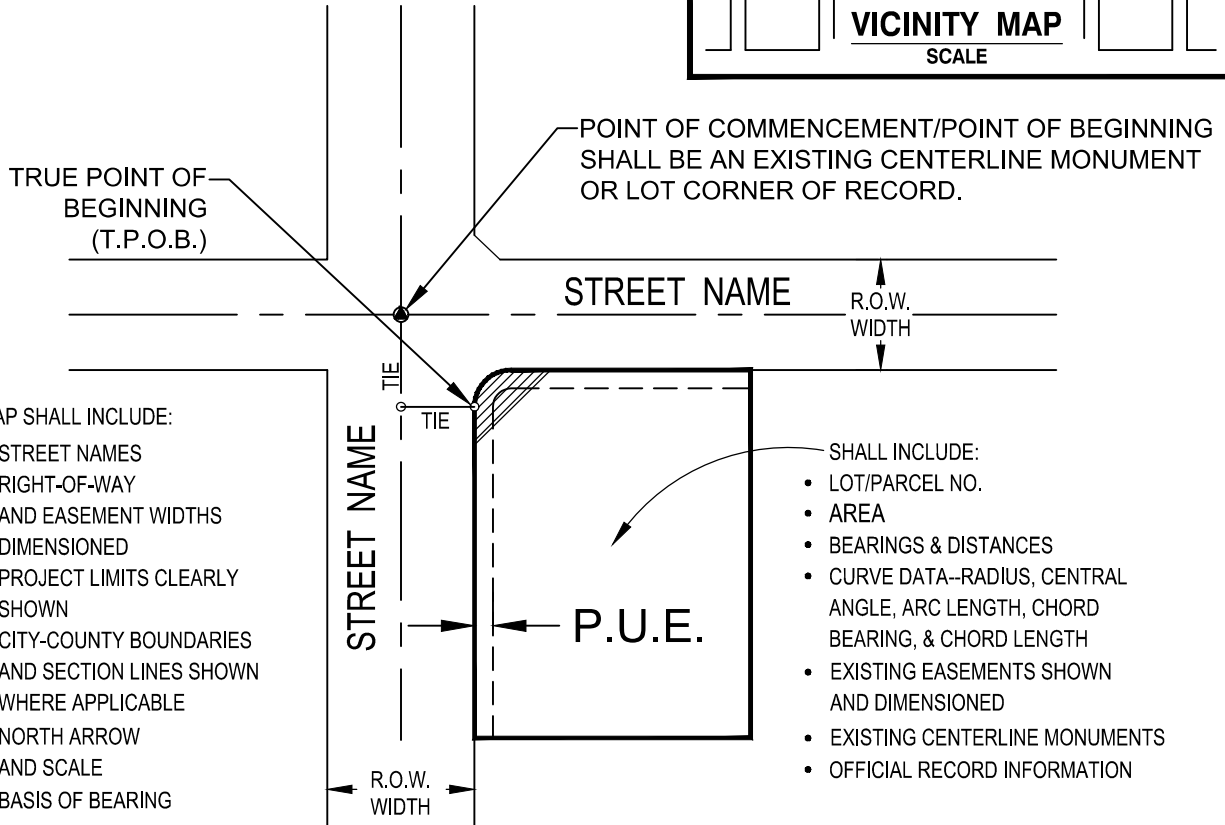 VICINITY MAP
SCALE
POINT OF COMMENCEMENT/POINT OF BEGINNING
SHALL BE AN EXISTING CENTERLINE MONUMENT
OR LOT CORNER OF RECORD.
TRUE POINT OF
BEGINNING
(T.P.O.B.)
STREET NAME
R.O.W.
WIDTH
TIE
TIE
STREET NAME
AP SHALL INCLUDE:
STREET NAMES
RIGHT-OF-WAY
AND EASEMENT WIDTHS
DIMENSIONED
PROJECT LIMITS CLEARLY
SHOWN
CITY-COUNTY BOUNDARIES
AND SECTION LINES SHOWN
WHERE APPLICABLE
NORTH ARROW
AND SCALE
BASIS OF BEARING
P.U.E.
SHALL INCLUDE:
• LOT/PARCEL NO.
• AREA
• BEARINGS & DISTANCES
• CURVE DATA--RADIUS, CENTRAL
ANGLE, ARC LENGTH, CHORD
BEARING, & CHORD LENGTH
• EXISTING EASEMENTS SHOWN
AND DIMENSIONED
• EXISTING CENTERLINE MONUMENTS
• OFFICIAL RECORD INFORMATION
R.O.W.
WIDTH